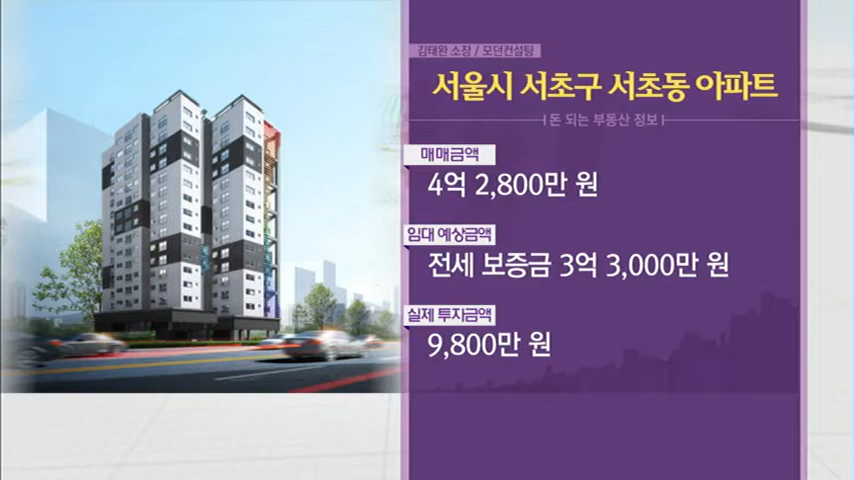 김태완 소장 / 모던컨설팅
서울시 서초구 서초동 아파트
돈 되는 부동산 정보
매매금액
4억 2,800만 원
임대 예상금액
전세 보증금 3억 3,000만 원
실제 투자금액
9,800만 원